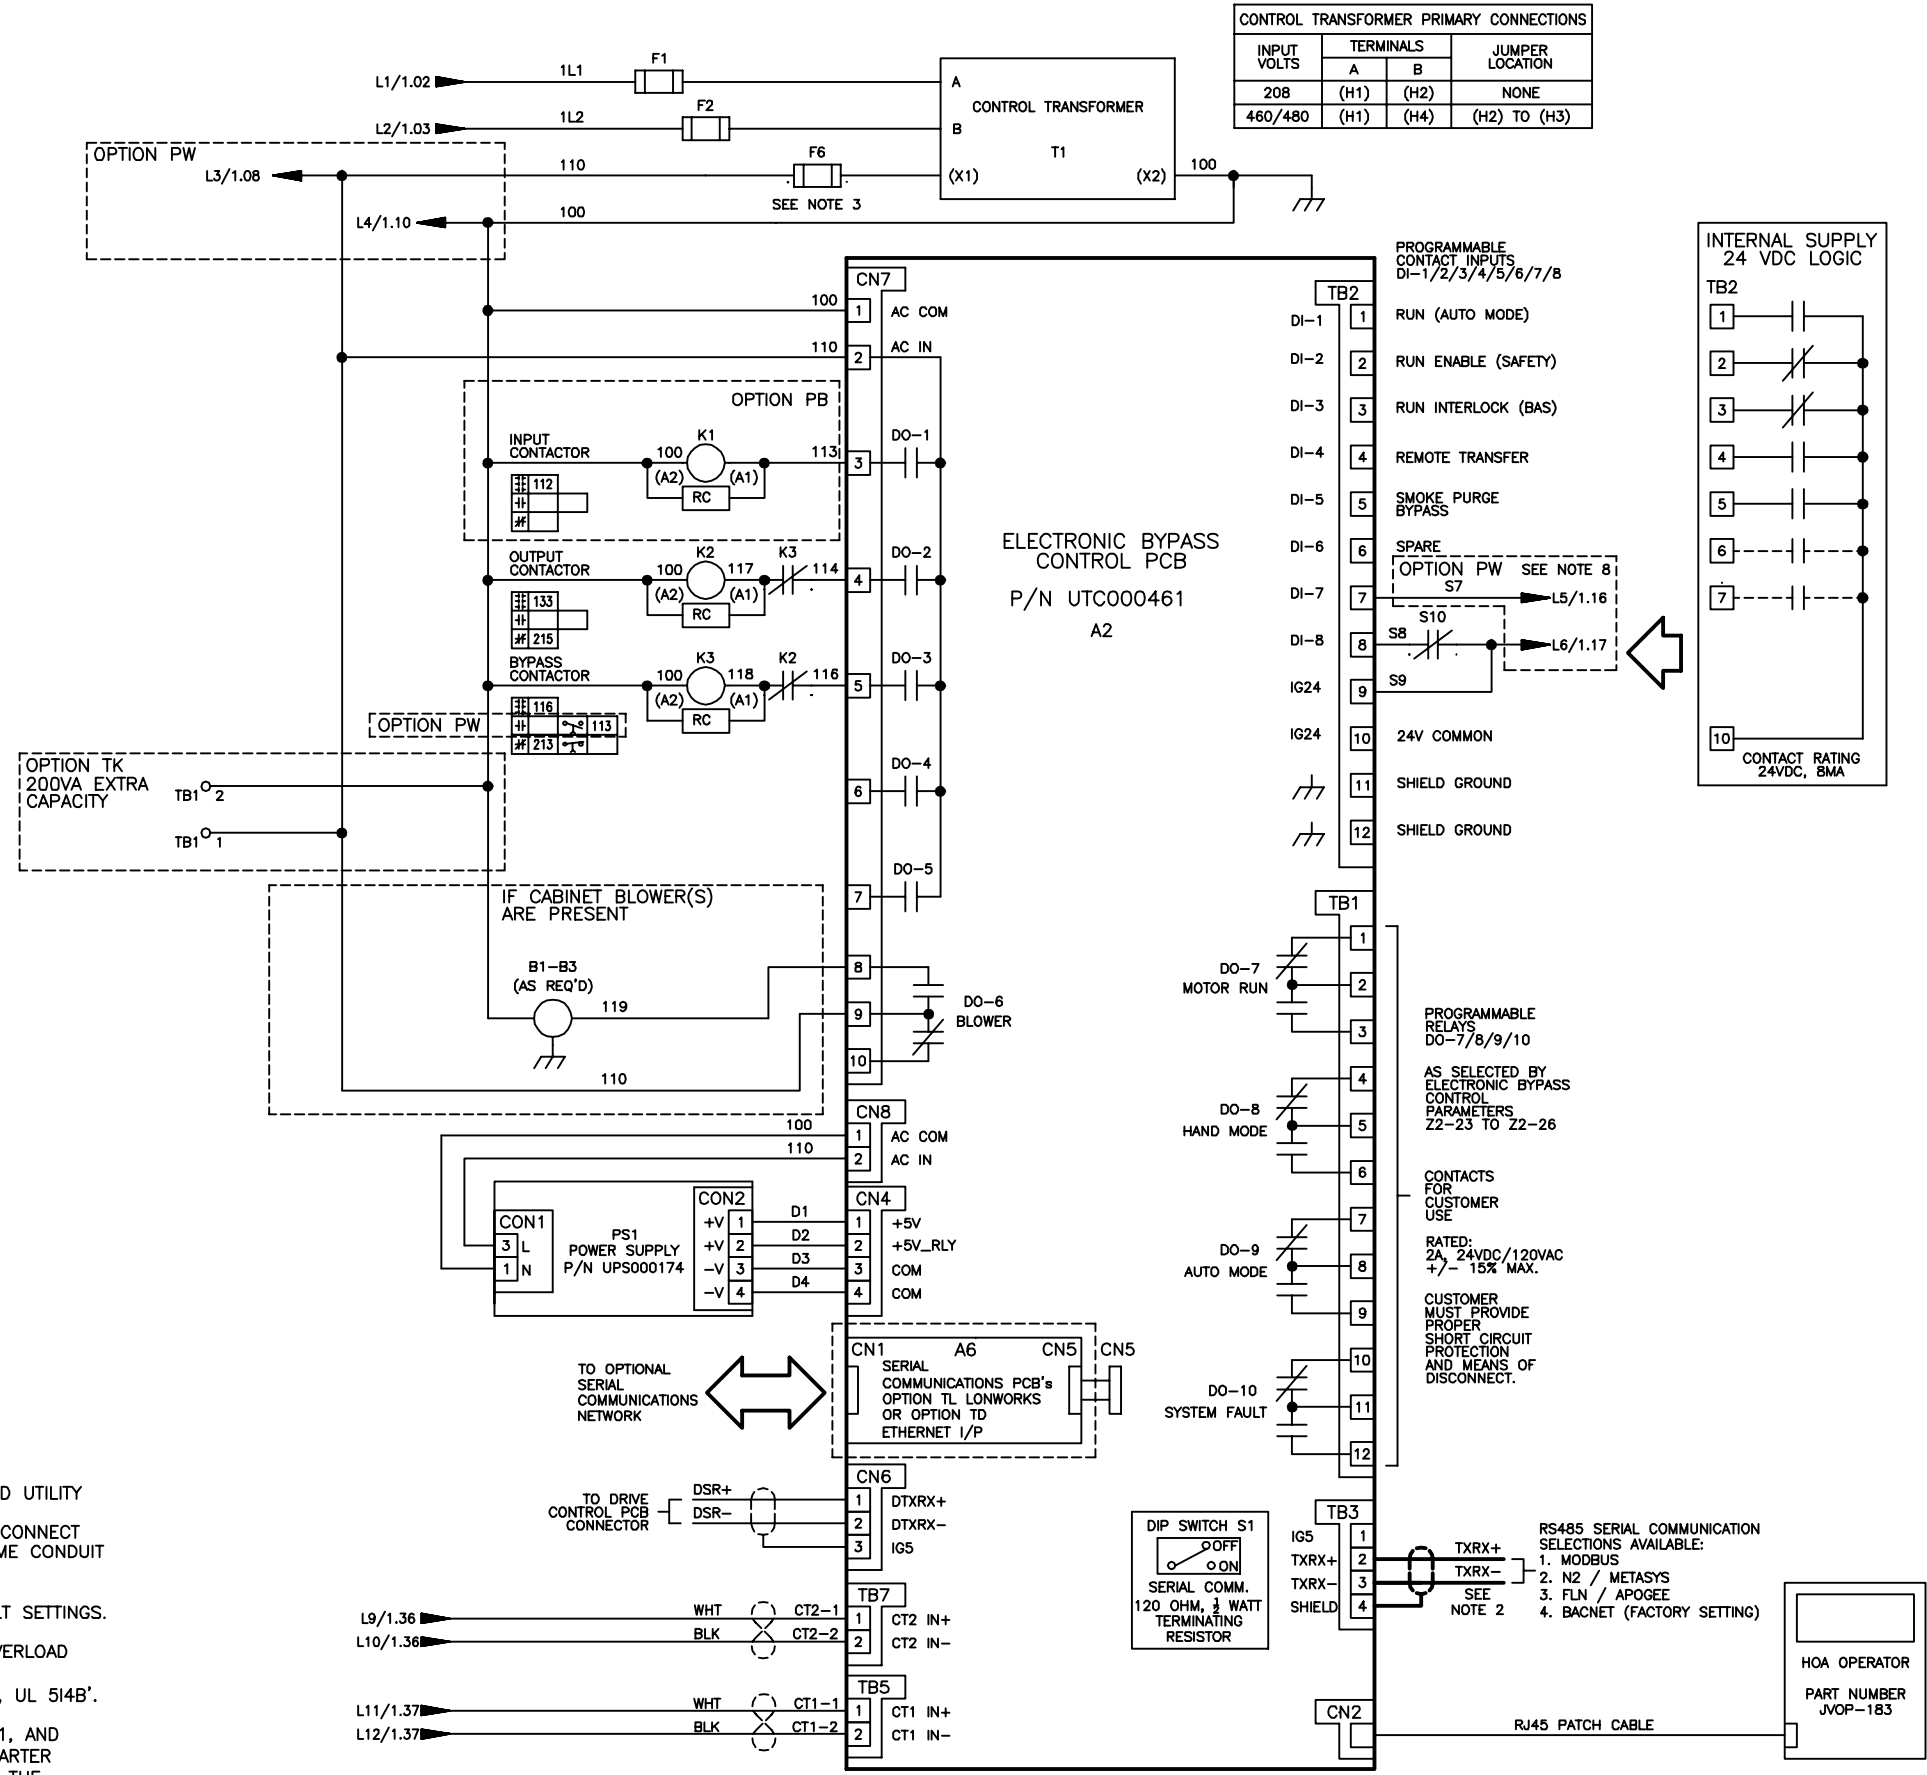 CONTROL TRANSFORMER PRIMARY CONNECTIONS
INPUT VOLTS
TERMINALS
JUMPER LOCATION
A B
208 (H1) (H2) NONE
460/480 (H1) (H4) (H2) TO (H3)
L1/1.02 1L1 F1 A
L2/1.03 1L2 F2 B
CONTROL TRANSFORMER
T1
OPTION PW
L3/1.08 110 F6 (X1) (X2) 100
SEE NOTE 3
L4/1.10 100
CN7
100 1 AC COM
110 2 AC IN
OPTION PB
INPUT
CONTACTOR
K1
100 113 3 DO-1
(A2) (A1)
RC
112
OUTPUT
CONTACTOR
K2 K3
100 117 114 4 DO-2
(A2) (A1)
RC
133
215
BYPASS
CONTACTOR
K3 K2
100 118 116 5 DO-3
(A2) (A1)
RC
116
OPTION PW
113
213
OPTION TK
200VA EXTRA
CAPACITY
TB1 2
TB1 1
6 DO-4
7 DO-5
IF CABINET BLOWER(S)
ARE PRESENT
B1-B3
(AS REQ'D)
119
110
8
9
10
DO-6
BLOWER
CN8
100 1 AC COM
110 2 AC IN
CON1
3 L
1 N
PS1
POWER SUPPLY
P/N UPS000174
CON2
CN4
+V 1 D1 1 +5V
+V 2 D2 2 +5V_RLY
-V 3 D3 3 COM
-V 4 D4 4 COM
TO OPTIONAL
SERIAL
COMMUNICATIONS
NETWORK
CN1 A6 CN5 CN5
SERIAL
COMMUNICATIONS PCB's
OPTION TL LONWORKS
OR OPTION TD
ETHERNET I/P
TO DRIVE
CONTROL PCB
CONNECTOR
CN6
DSR+ 1 DTXRX+
DSR- 2 DTXRX-
3 IG5
TB7
L9/1.36 WHT CT2-1 1 CT2 IN+
L10/1.36 BLK CT2-2 2 CT2 IN-
TB5
L11/1.37 WHT CT1-1 1 CT1 IN+
L12/1.37 BLK CT1-2 2 CT1 IN-
ELECTRONIC BYPASS
CONTROL PCB
P/N UTC000461
A2
PROGRAMMABLE
CONTACT INPUTS
DI-1/2/3/4/5/6/7/8
TB2
DI-1 1 RUN (AUTO MODE)
DI-2 2 RUN ENABLE (SAFETY)
DI-3 3 RUN INTERLOCK (BAS)
DI-4 4 REMOTE TRANSFER
DI-5 5 SMOKE PURGE
BYPASS
DI-6 6 SPARE
OPTION PW SEE NOTE 8
DI-7 7 S7 L5/1.16
DI-8 8 S8 S10 L6/1.17
IG24 9 S9
IG24 10 24V COMMON
11 SHIELD GROUND
12 SHIELD GROUND
INTERNAL SUPPLY
24 VDC LOGIC
TB2
1
2
3
4
5
6
7
10
CONTACT RATING
24VDC, 8MA
TB1
1
DO-7
MOTOR RUN
2
3
4
DO-8
HAND MODE
5
6
7
DO-9
AUTO MODE
8
9
10
DO-10
SYSTEM FAULT
11
12
PROGRAMMABLE
RELAYS
DO-7/8/9/10
AS SELECTED BY
ELECTRONIC BYPASS
CONTROL
PARAMETERS
Z2-23 TO Z2-26
CONTACTS
FOR
CUSTOMER
USE
RATED:
2A, 24VDC/120VAC
+/- 15% MAX.
CUSTOMER
MUST PROVIDE
PROPER
SHORT CIRCUIT
PROTECTION
AND MEANS OF
DISCONNECT.
DIP SWITCH S1
OFF
ON
SERIAL COMM.
120 OHM, ½ WATT
TERMINATING
RESISTOR
TB3
IG5 1
TXRX+ 2 TXRX+
TXRX- 3 TXRX-
SHIELD 4
SEE
NOTE 2
RS485 SERIAL COMMUNICATION
SELECTIONS AVAILABLE:
1. MODBUS
2. N2 / METASYS
3. FLN / APOGEE
4. BACNET (FACTORY SETTING)
CN2
RJ45 PATCH CABLE
HOA OPERATOR
PART NUMBER
JVOP-183
D UTILITY
CONNECT
ME CONDUIT
LT SETTINGS.
VERLOAD
, UL 514B'.
1, AND
ARTER